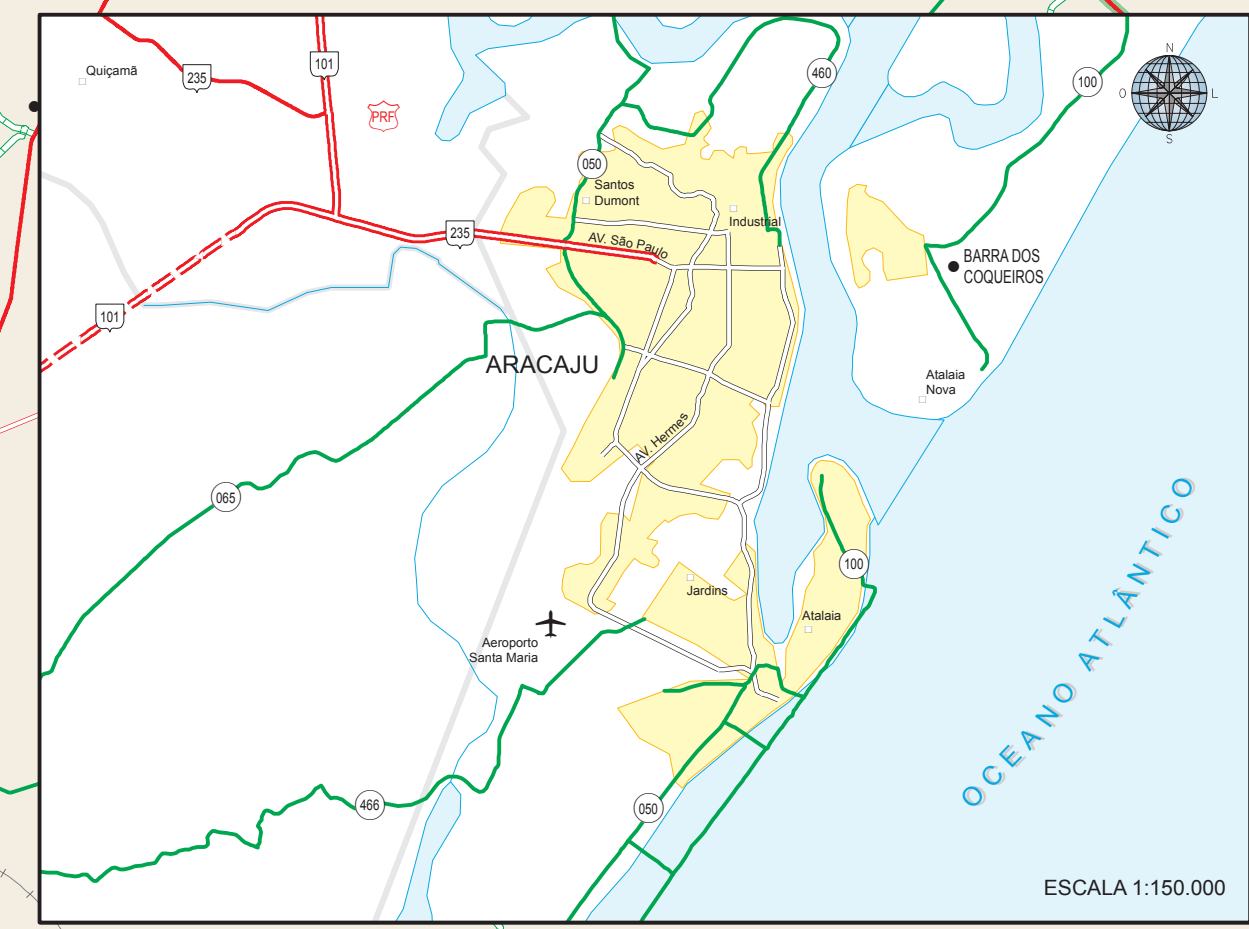 N
O
L
S
Quiçamã
235
101
PRF
460
100
050
Santos
Dumont
Industrial
AV. São Paulo
235
BARRA DOS
COQUEIROS
101
ARACAJU
Atalaia
Nova
AV. Hermes
065
100
Jardins
Atalaia
Aeroporto
Santa Maria
OCEANO ATLÂNTICO
466
050
ESCALA 1:150.000